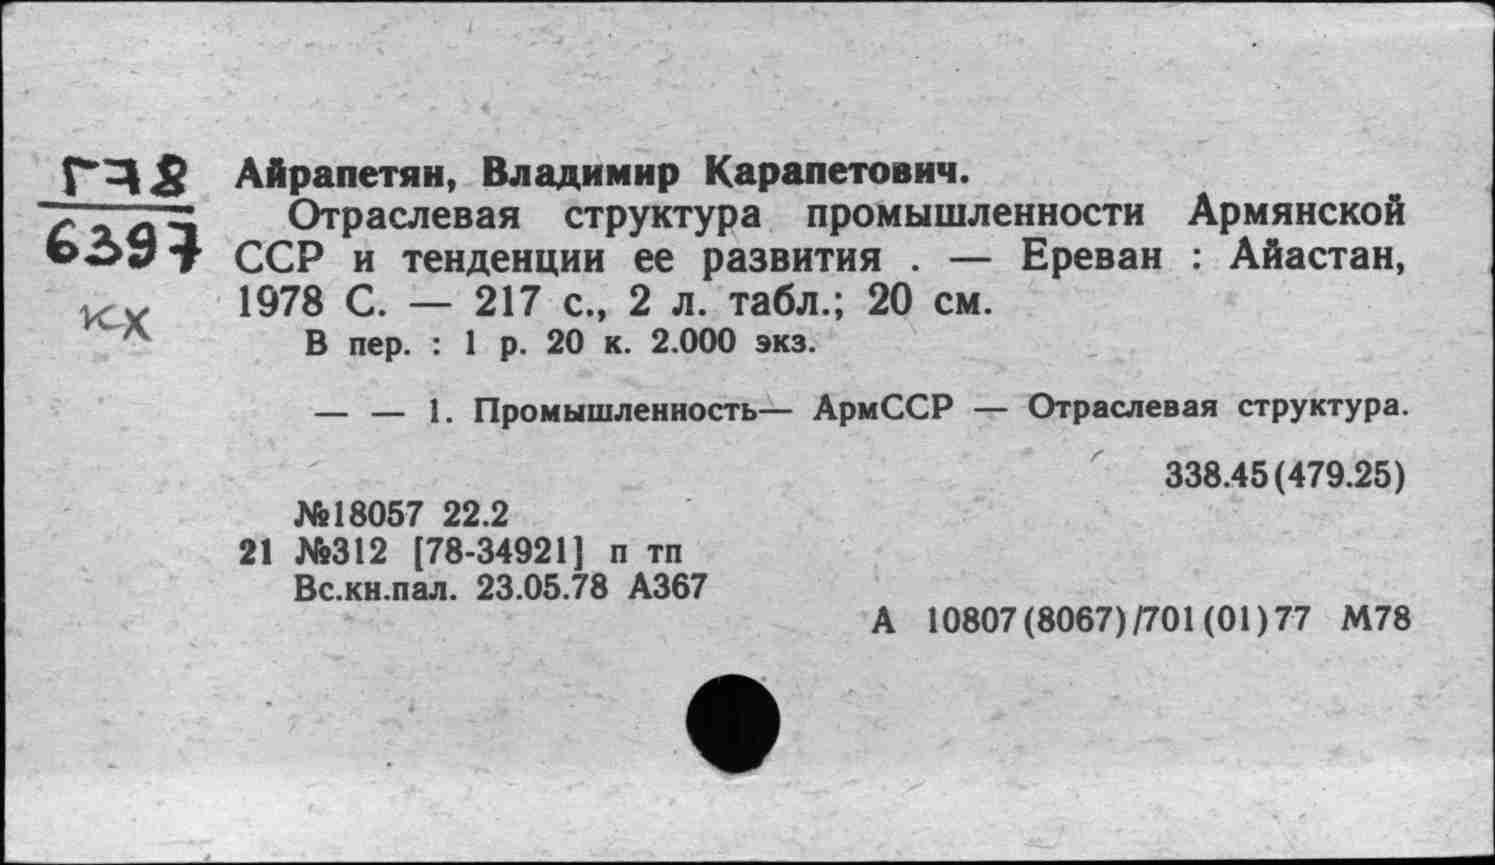 Г78
6397
кх
Айрапетян, Владимир Карапетович.
Отраслевая структура промышленности Армянской
ССР и тенденции ее развития . — Ереван : Айастан,
1978 С. — 217 с., 2 л. табл.; 20 см.
В пер. : 1 р. 20 к. 2.000 экз.
— — 1. Промышленность— АрмССР — Отраслевая структура.
338.45(479.25)
№18057 22.2
21 №312 [78-34921] п тп
Вс.кн.пал. 23.05.78 А367
А 10807(8067)/701(01)77 М78